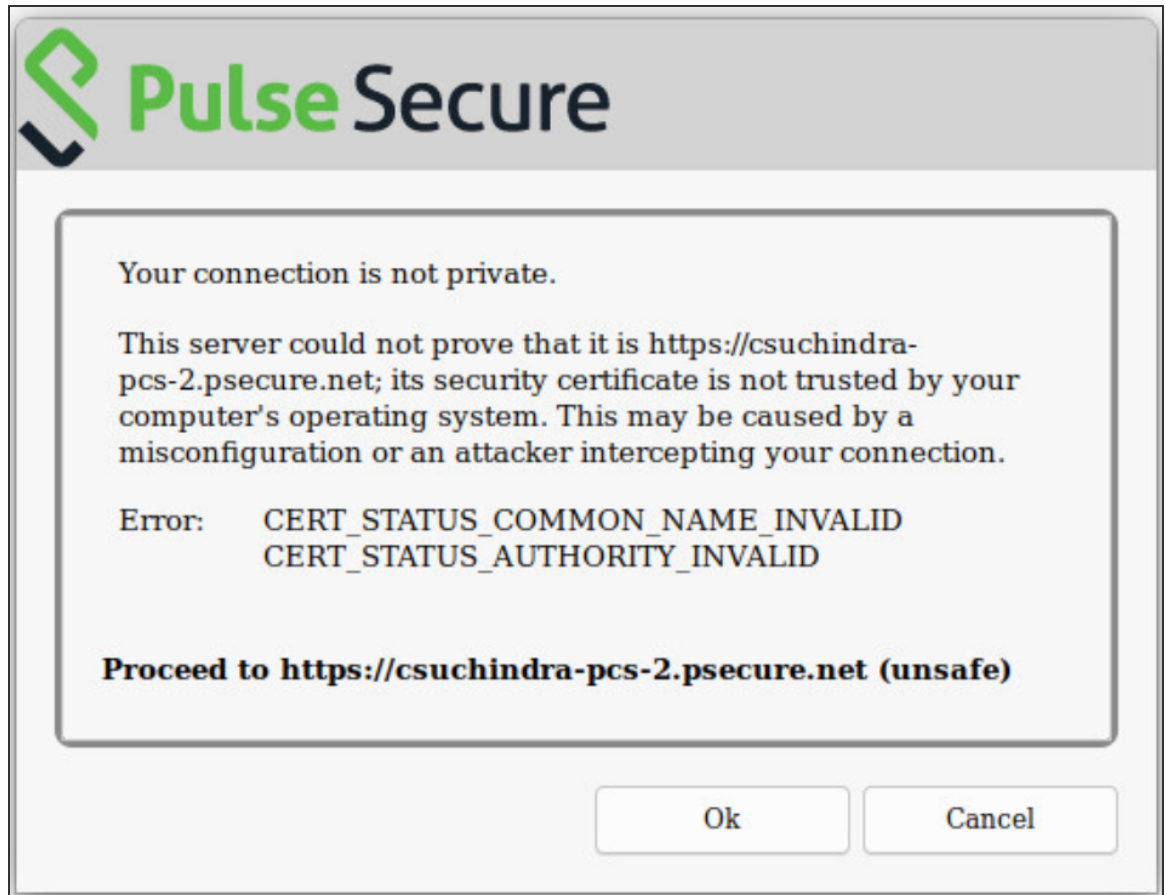 Pulse Secure
Your connection is not private.
This server could not prove that it is https://csuchindra-
pcs-2.psecure.net; its security certificate is not trusted by your
computer's operating system. This may be caused by a
misconfiguration or an attacker intercepting your connection.
Error: CERT_STATUS_COMMON_NAME_INVALID
CERT_STATUS_AUTHORITY_INVALID
Proceed to https://csuchindra-pcs-2.psecure.net (unsafe)
Ok Cancel